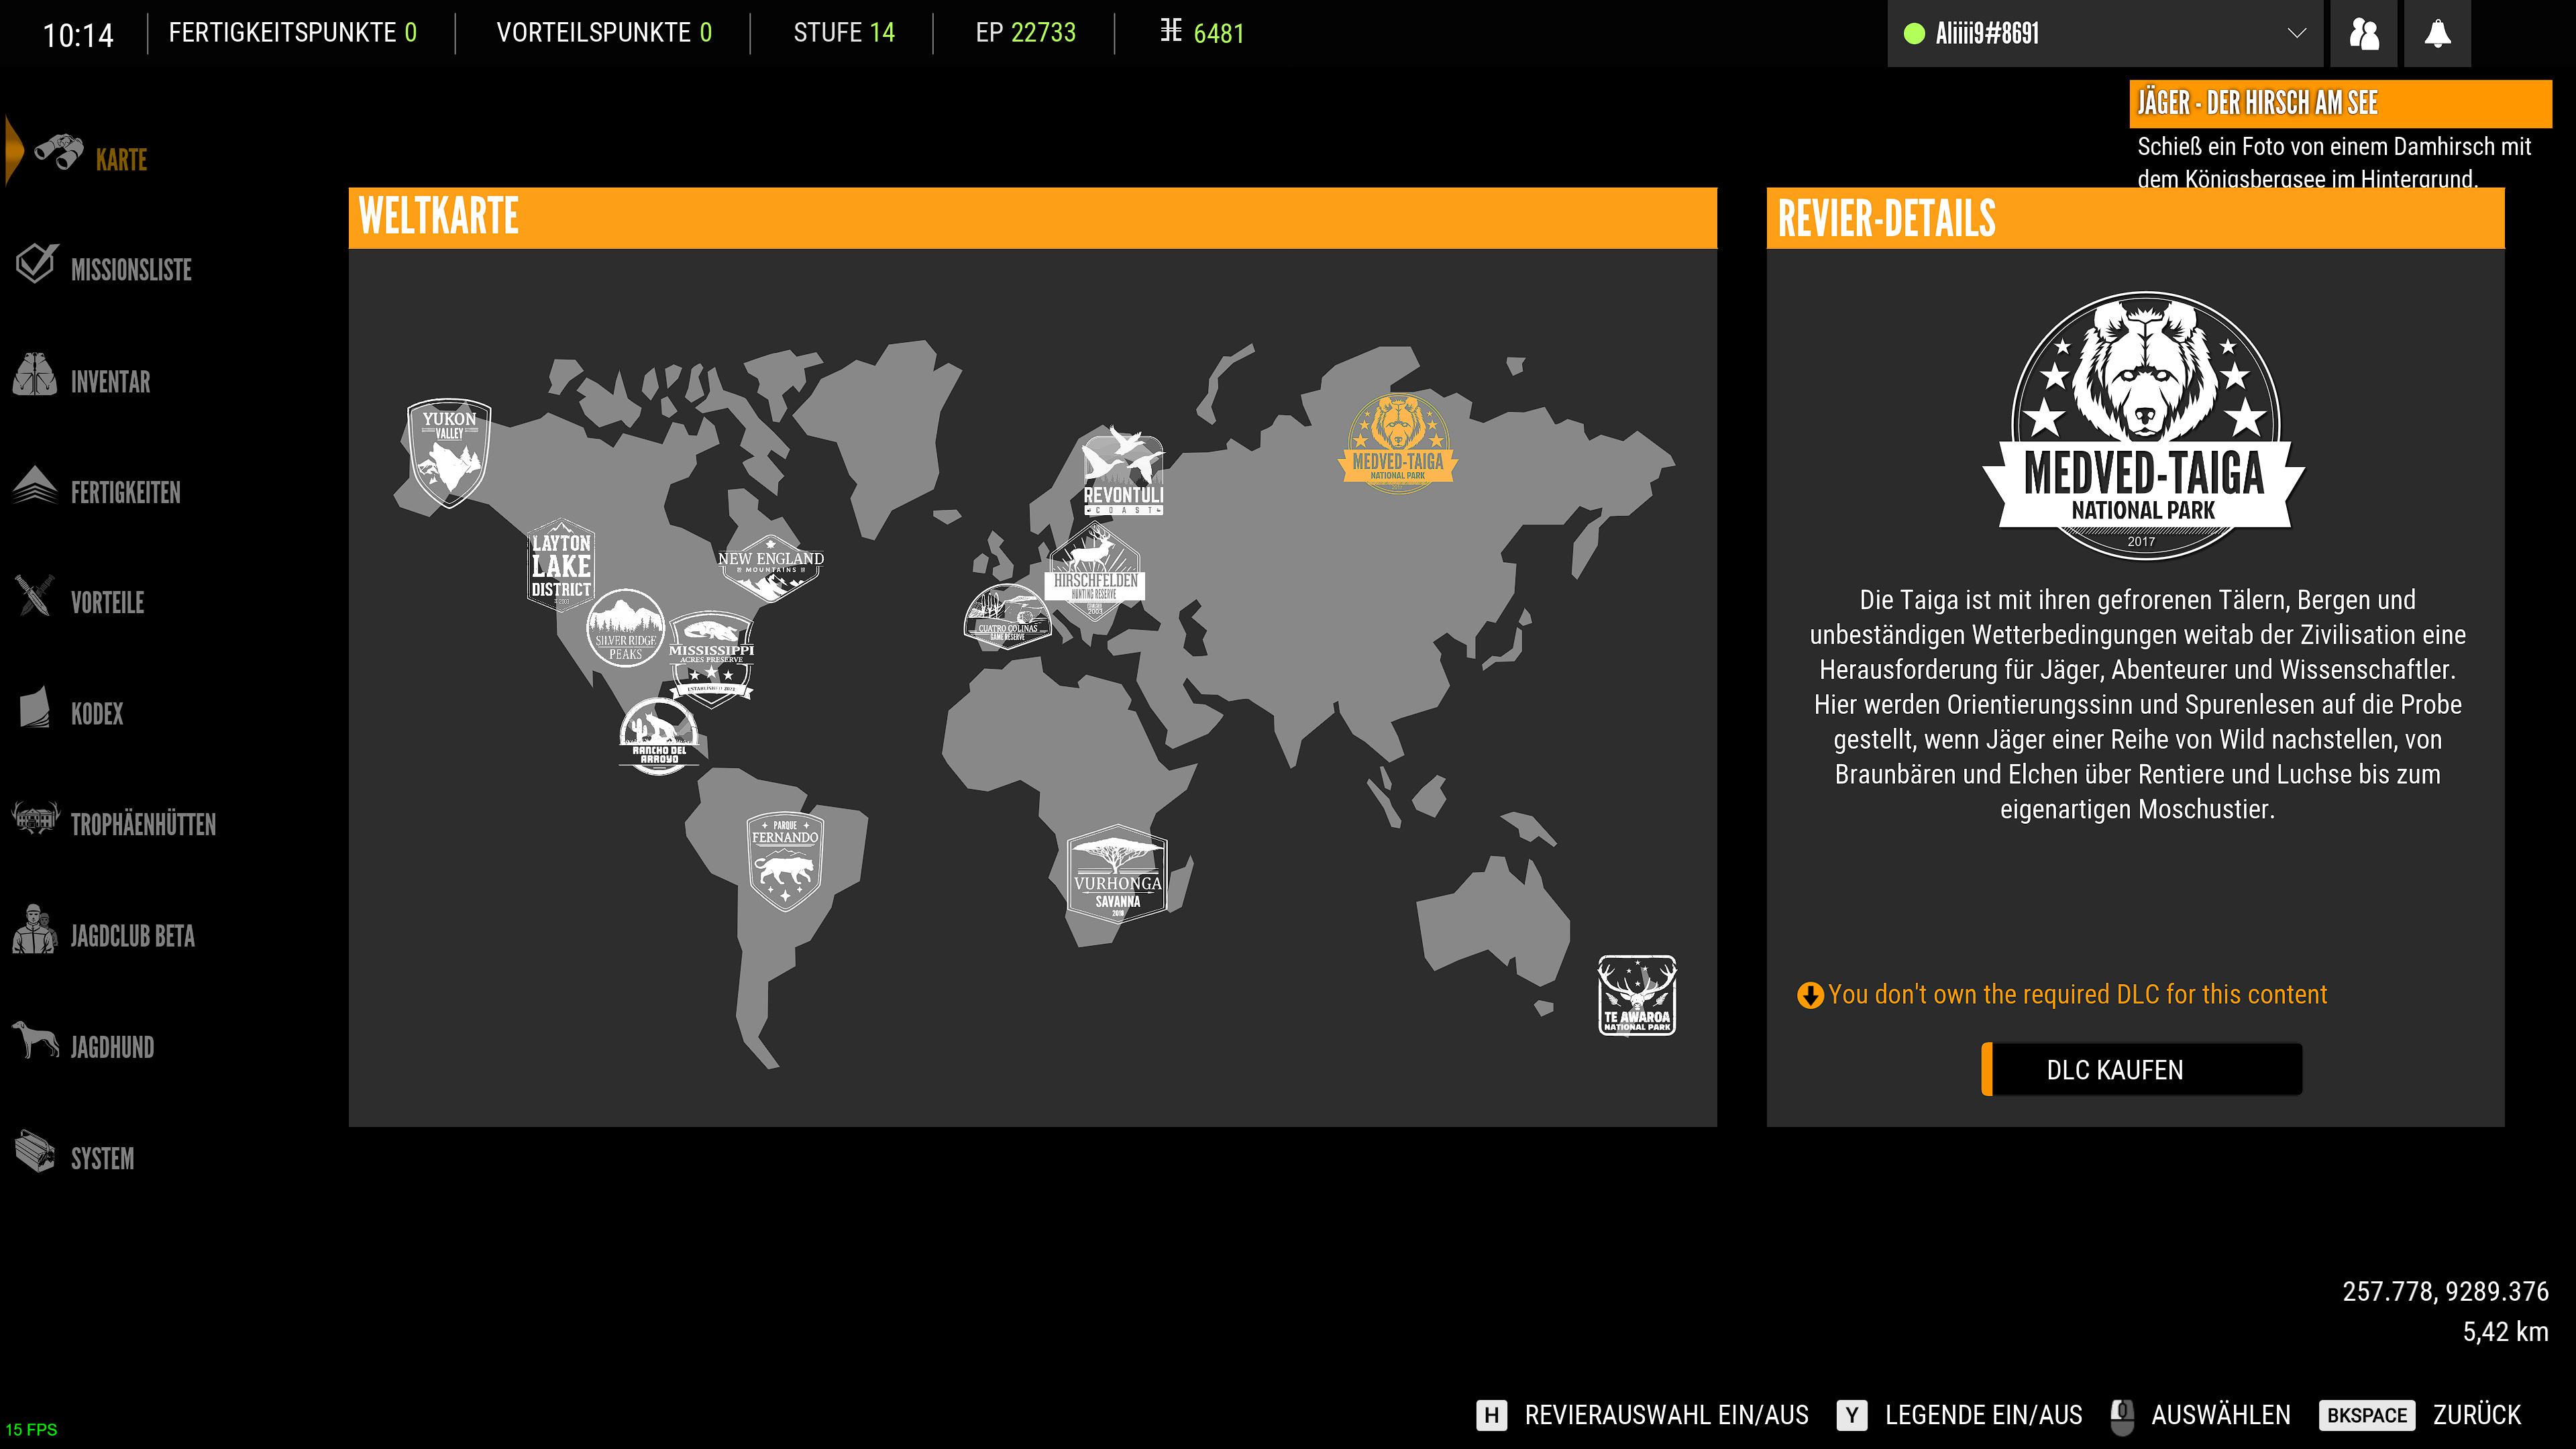 10:14
FERTIGKEITSPUNKTE 0
VORTEILSPUNKTE 0
STUFE 14
EP 22733
6481
Aliiii9#8691
JÄGER - DER HIRSCH AM SEE
Schieß ein Foto von einem Damhirsch mit
dem Königsbergsee im Hintergrund.
KARTE
MISSIONSLISTE
INVENTAR
FERTIGKEITEN
VORTEILE
KODEX
TROPHÄENHÜTTEN
JAGDCLUB BETA
JAGDHUND
SYSTEM
WELTKARTE
YUKON
VALLEY
LAYTON
LAKE
DISTRICT
NEW ENGLAND
MOUNTAINS
SILVER RIDGE
PEAKS
MISSISSIPPI
ACRES PRESERVE
RANCHO DEL
ARROYO
PARQUE
FERNANDO
REVONTULI
COAST
HIRSCHFELDEN
HUNTING RESERVE
CUATRO COLINAS
GAME RESERVE
MEDVED-TAIGA
NATIONAL PARK
VURHONGA
SAVANNA
TE AWAROA
NATIONAL PARK
REVIER-DETAILS
MEDVED-TAIGA
NATIONAL PARK
2017
Die Taiga ist mit ihren gefrorenen Tälern, Bergen und
unbeständigen Wetterbedingungen weitab der Zivilisation eine
Herausforderung für Jäger, Abenteurer und Wissenschaftler.
Hier werden Orientierungssinn und Spurenlesen auf die Probe
gestellt, wenn Jäger einer Reihe von Wild nachstellen, von
Braunbären und Elchen über Rentiere und Luchse bis zum
eigenartigen Moschustier.
You don't own the required DLC for this content
DLC KAUFEN
257.778, 9289.376
5,42 km
H REVIERAUSWAHL EIN/AUS Y LEGENDE EIN/AUS AUSWÄHLEN BKSPACE ZURÜCK
15 FPS